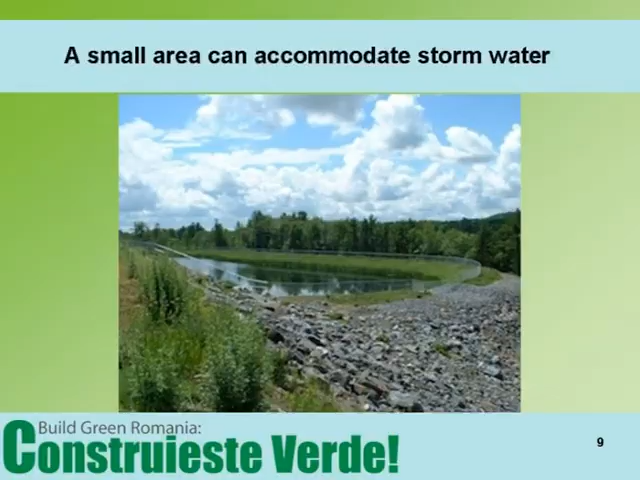 A small area can accommodate storm water
Build Green Romania:
Construieste Verde!
9